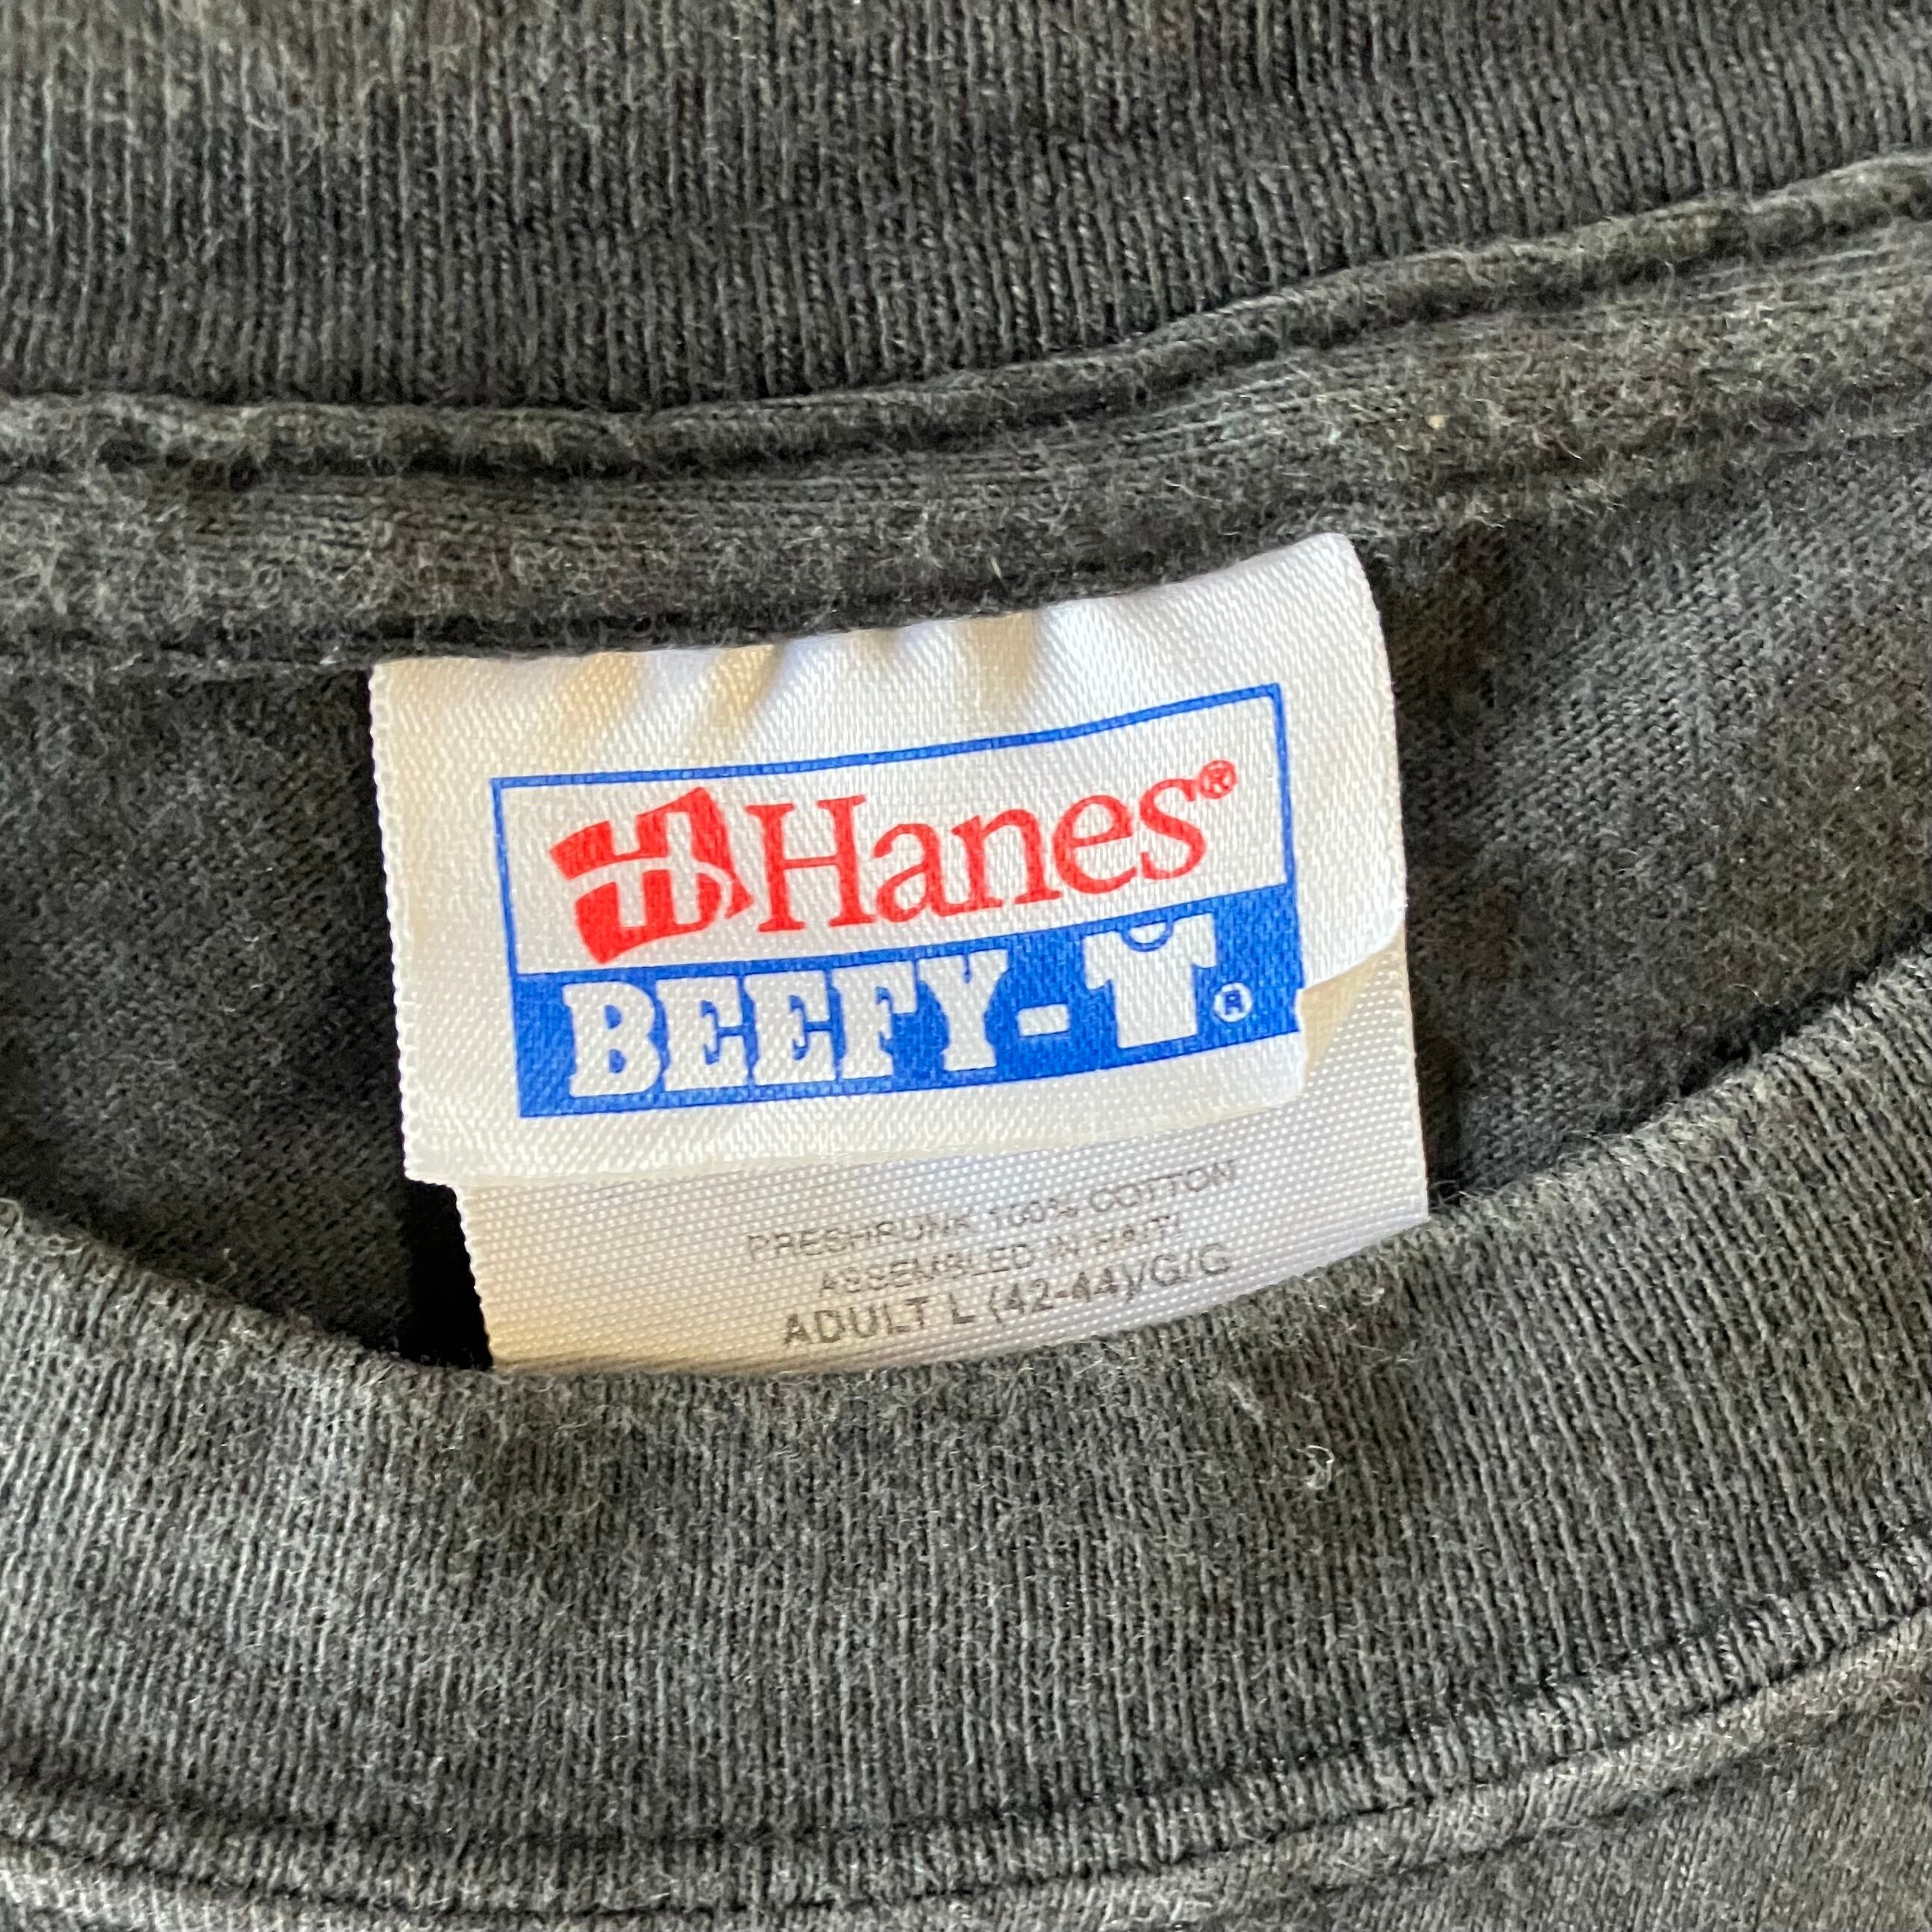 Hanes®
BEEFY-T®
PRESHRUNK 100% COTTON
ASSEMBLED IN HAITI
ADULT L (42-44)/G/G